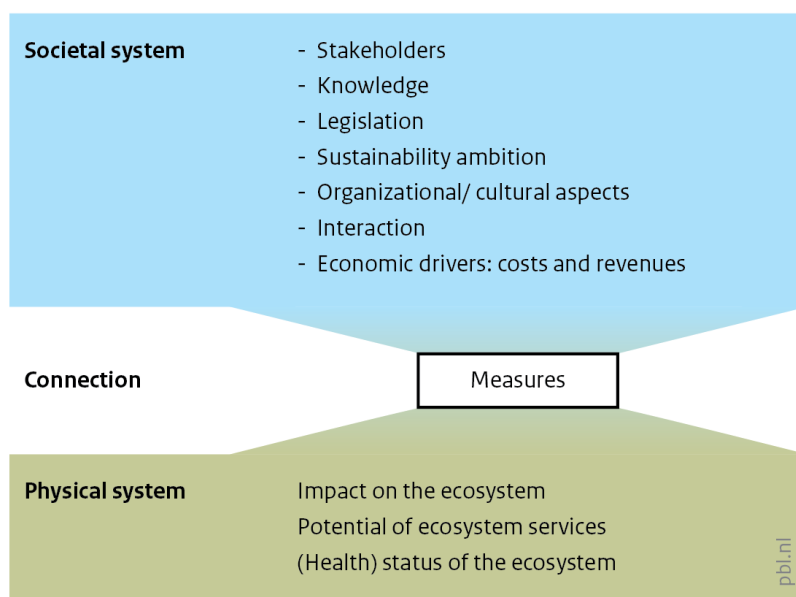 Societal system
- Stakeholders
- Knowledge
- Legislation
- Sustainability ambition
- Organizational/ cultural aspects
- Interaction
- Economic drivers: costs and revenues
Connection
Measures
Physical system
Impact on the ecosystem
Potential of ecosystem services
(Health) status of the ecosystem
pbl.nl